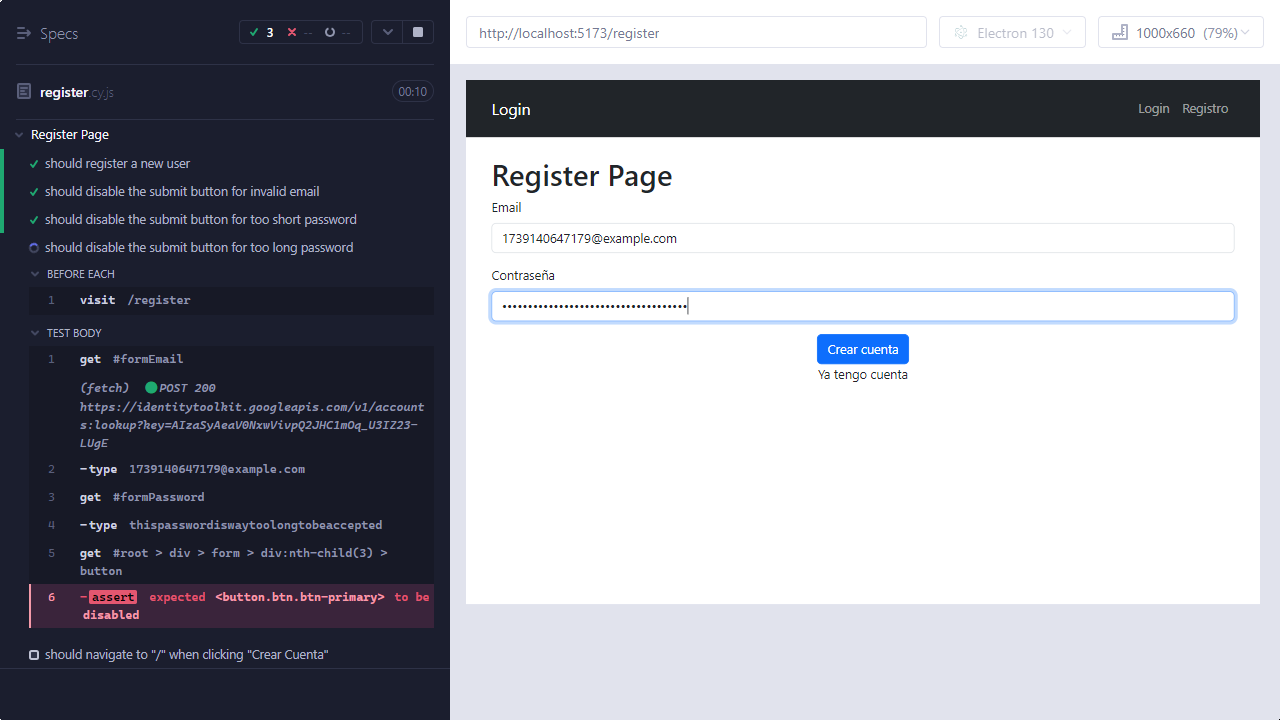 Specs
3
--
--
register.cy.js
00:10
Register Page
should register a new user
should disable the submit button for invalid email
should disable the submit button for too short password
should disable the submit button for too long password
BEFORE EACH
1 visit /register
TEST BODY
1 get #formEmail
(fetch) POST 200
https://identitytoolkit.googleapis.com/v1/account
s:lookup?key=AIzaSyAeaV0NxwVivpQ2JHC1mOq_U3IZ23-
LUgE
2 -type 1739140647179@example.com
3 get #formPassword
4 -type thispasswordiswaytoolongtobeaccepted
5 get #root > div > form > div:nth-child(3) >
button
6 -assert expected <button.btn.btn-primary> to be
disabled
should navigate to "/" when clicking "Crear Cuenta"
http://localhost:5173/register
Electron 130
1000x660 (79%)
Login
Login Registro
Register Page
Email
1739140647179@example.com
Contraseña
••••••••••••••••••••••••••••••••••••
Crear cuenta
Ya tengo cuenta